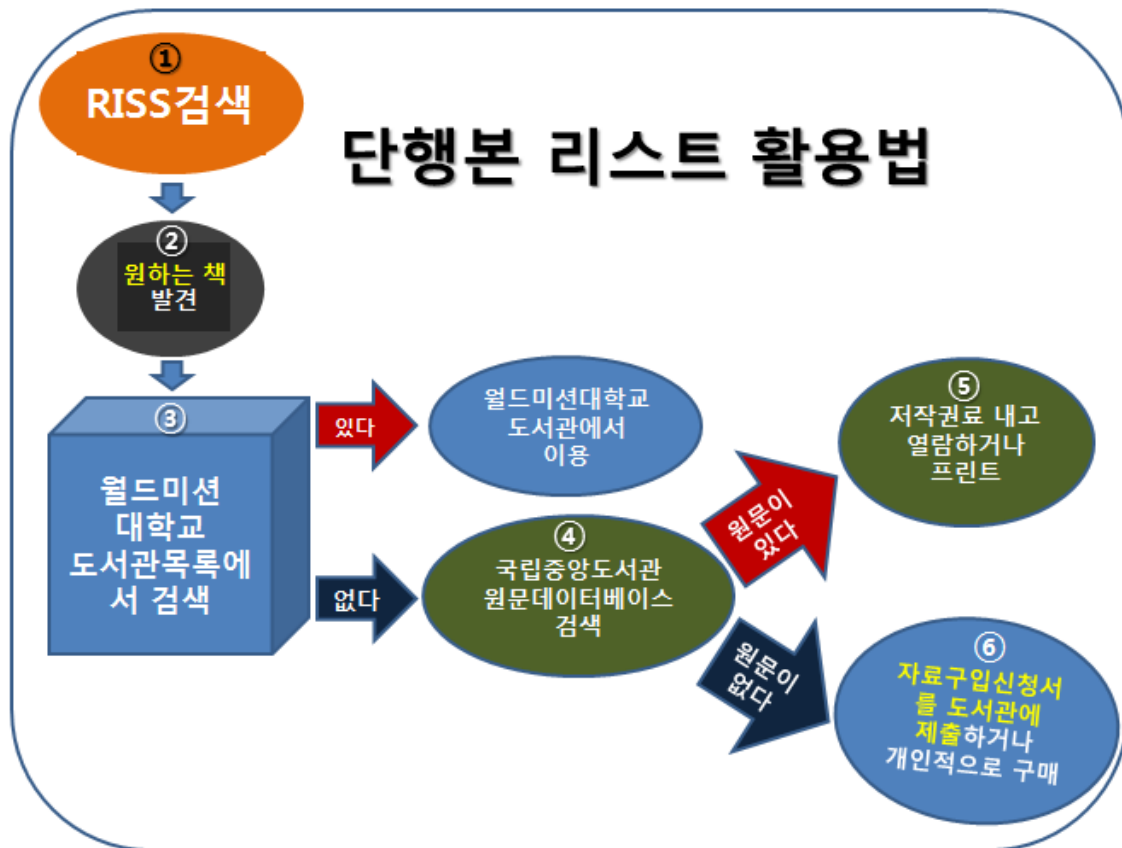 ①
RISS검색
단행본 리스트 활용법
②
원하는 책
발견
③
월드미션
대학교
도서관목록에
서 검색
있다
월드미션대학교
도서관에서
이용
없다
④
국립중앙도서관
원문데이터베이스
검색
원문이
있다
⑤
저작권료 내고
열람하거나
프린트
원문이
없다
⑥
자료구입신청서
를 도서관에
제출하거나
개인적으로 구매